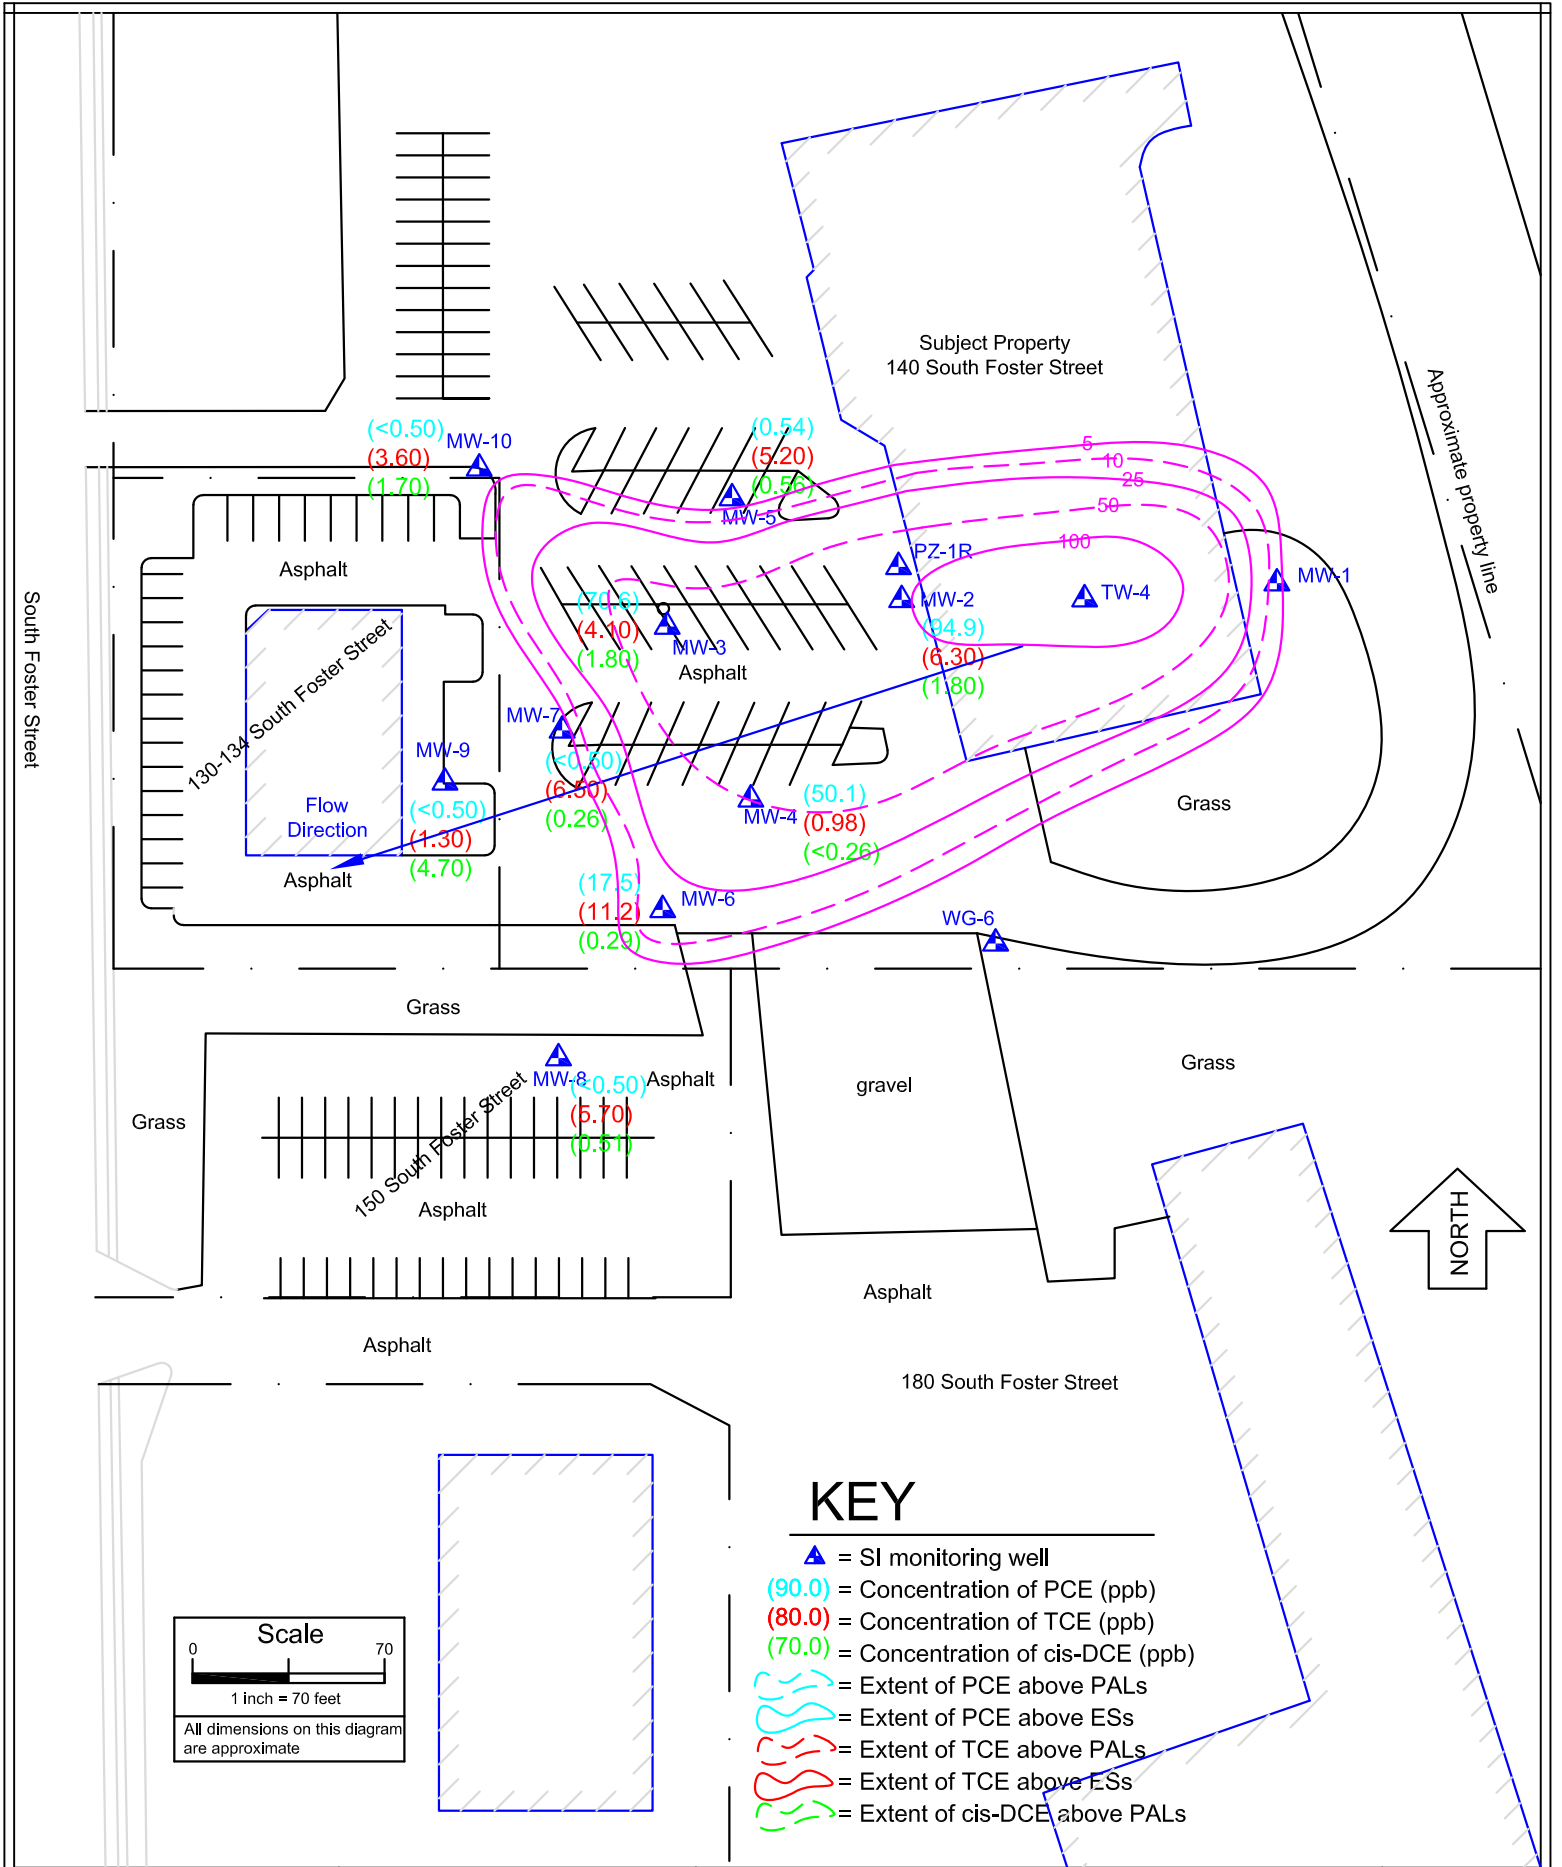 Subject Property
140 South Foster Street
Approximate property line
5
10
25
50
100
(<0.50)
(3.60)
(1.70)
MW-10
(0.54)
(5.20)
(0.56)
MW-5
PZ-1R
MW-2
TW-4
MW-1
(94.9)
(6.30)
(1.80)
(70.6)
(4.10)
(1.80)
MW-3
Asphalt
Asphalt
South Foster Street
130-134 South Foster Street
MW-7
(<0.50)
(6.50)
(0.26)
MW-9
(<0.50)
(1.30)
(4.70)
Flow
Direction
Asphalt
MW-4
(50.1)
(0.98)
(<0.26)
Grass
(17.5)
(11.2)
(0.29)
MW-6
WG-6
Grass
MW-8
(<0.50)
(5.70)
(0.51)
Asphalt
gravel
Grass
Grass
150 South Foster Street
Asphalt
NORTH
Asphalt
Asphalt
180 South Foster Street
KEY
= SI monitoring well
(90.0) = Concentration of PCE (ppb)
(80.0) = Concentration of TCE (ppb)
(70.0) = Concentration of cis-DCE (ppb)
= Extent of PCE above PALs
= Extent of PCE above ESs
= Extent of TCE above PALs
= Extent of TCE above ESs
= Extent of cis-DCE above PALs
Scale
0 70
1 inch = 70 feet
All dimensions on this diagram
are approximate